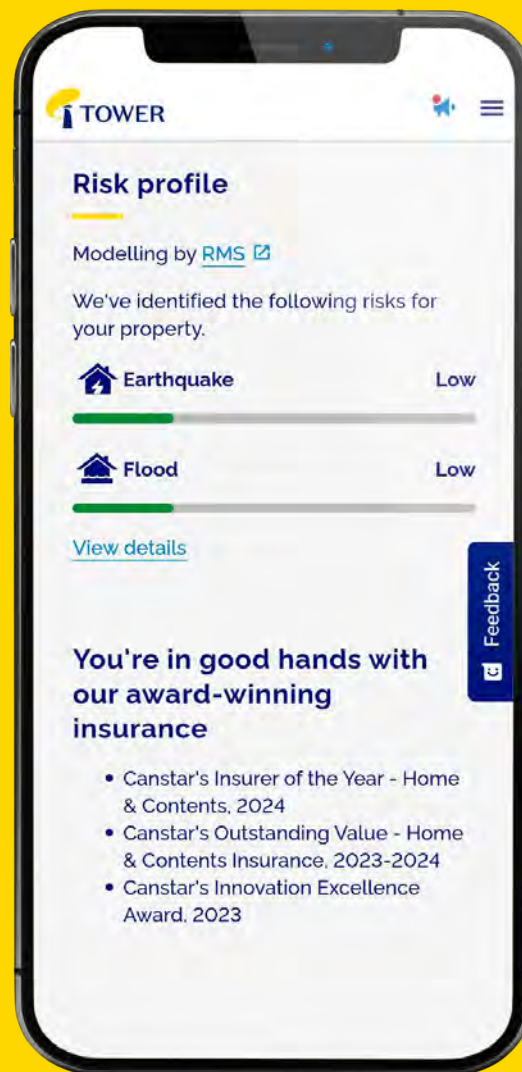 TOWER
Risk profile
Modelling by RMS
We've identified the following risks for
your property.
Earthquake Low
Flood Low
View details
Feedback
You're in good hands with
our award-winning
insurance
• Canstar's Insurer of the Year - Home
& Contents, 2024
• Canstar's Outstanding Value - Home
& Contents Insurance, 2023-2024
• Canstar's Innovation Excellence
Award, 2023